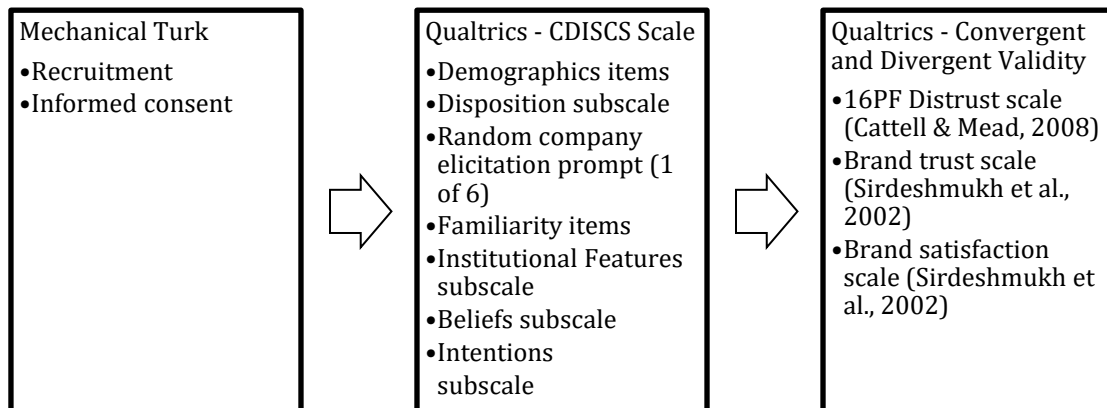 Mechanical Turk
•Recruitment
•Informed consent
Qualtrics - CDISCS Scale
•Demographics items
•Disposition subscale
•Random company
elicitation prompt (1
of 6)
•Familiarity items
•Institutional Features
subscale
•Beliefs subscale
•Intentions
subscale
Qualtrics - Convergent
and Divergent Validity
•16PF Distrust scale
(Cattell & Mead, 2008)
•Brand trust scale
(Sirdeshmukh et al.,
2002)
•Brand satisfaction
scale (Sirdeshmukh et
al., 2002)